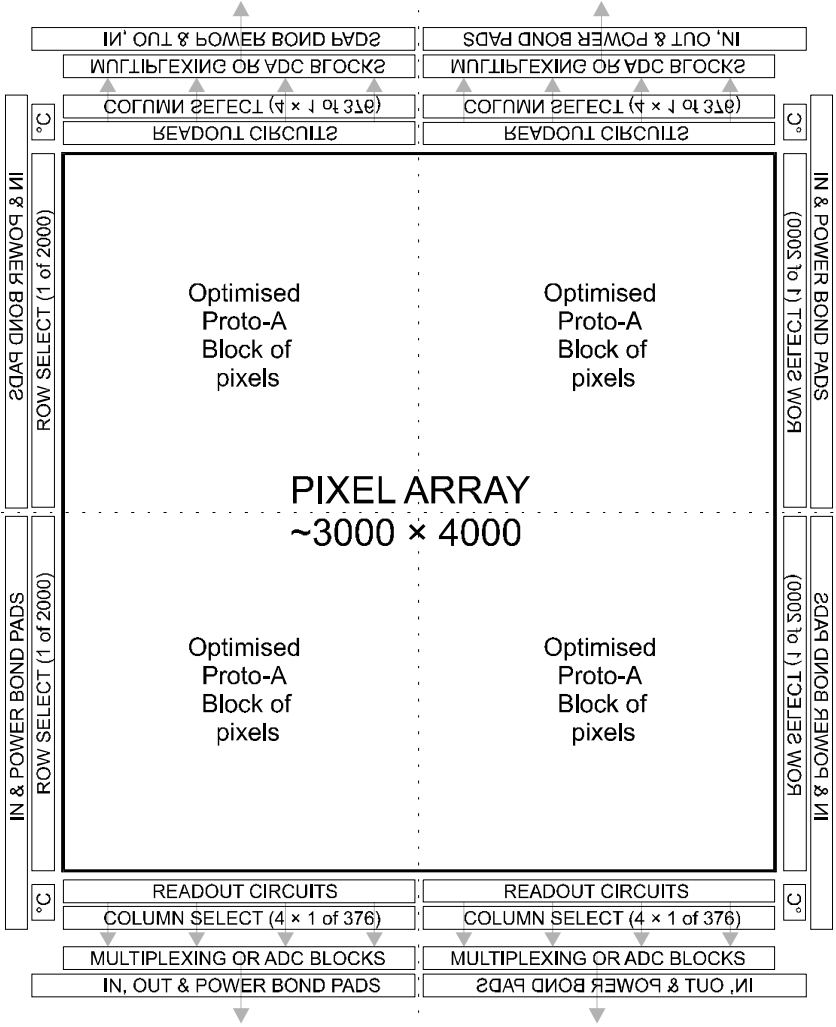 IN, OUT & POWER BOND PADS
IN, OUT & POWER BOND PADS
MULTIPLEXING OR ADC BLOCKS
MULTIPLEXING OR ADC BLOCKS
°C
COLUMN SELECT (4 × 1 of 376)
COLUMN SELECT (4 × 1 of 376)
°C
READOUT CIRCUITS
READOUT CIRCUITS
IN & POWER BOND PADS
ROW SELECT (1 of 2000)
Optimised
Proto-A
Block of
pixels
Optimised
Proto-A
Block of
pixels
ROW SELECT (1 of 2000)
IN & POWER BOND PADS
PIXEL ARRAY
~3000 × 4000
IN & POWER BOND PADS
ROW SELECT (1 of 2000)
Optimised
Proto-A
Block of
pixels
Optimised
Proto-A
Block of
pixels
ROW SELECT (1 of 2000)
IN & POWER BOND PADS
°C
READOUT CIRCUITS
READOUT CIRCUITS
°C
COLUMN SELECT (4 × 1 of 376)
COLUMN SELECT (4 × 1 of 376)
MULTIPLEXING OR ADC BLOCKS
MULTIPLEXING OR ADC BLOCKS
IN, OUT & POWER BOND PADS
IN, OUT & POWER BOND PADS